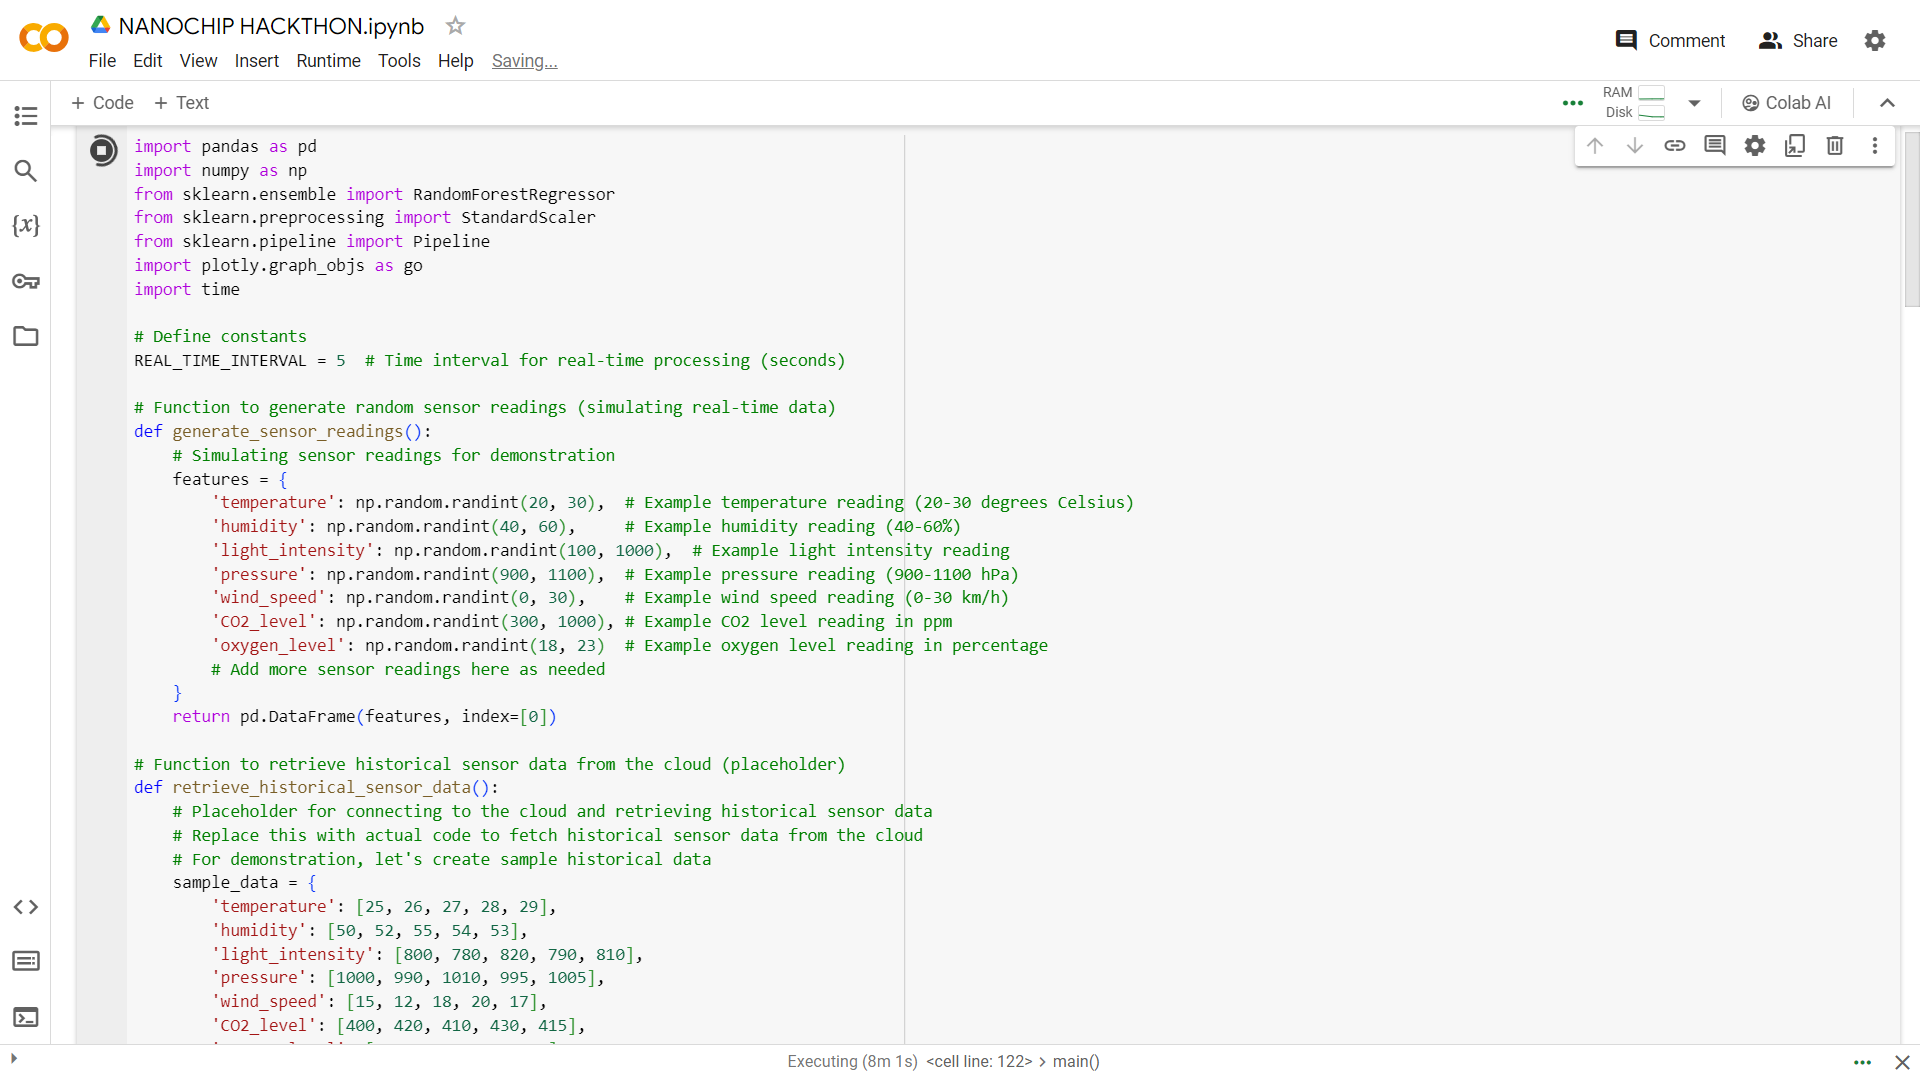 NANOCHIP HACKTHON.ipynb
File Edit View Insert Runtime Tools Help Saving...
Comment Share
+ Code + Text
RAM
Disk
Colab AI
import pandas as pd
import numpy as np
from sklearn.ensemble import RandomForestRegressor
from sklearn.preprocessing import StandardScaler
from sklearn.pipeline import Pipeline
import plotly.graph_objs as go
import time
# Define constants
REAL_TIME_INTERVAL = 5  # Time interval for real-time processing (seconds)
# Function to generate random sensor readings (simulating real-time data)
def generate_sensor_readings():
    # Simulating sensor readings for demonstration
    features = {
        'temperature': np.random.randint(20, 30),  # Example temperature reading (20-30 degrees Celsius)
        'humidity': np.random.randint(40, 60),     # Example humidity reading (40-60%)
        'light_intensity': np.random.randint(100, 1000),  # Example light intensity reading
        'pressure': np.random.randint(900, 1100),  # Example pressure reading (900-1100 hPa)
        'wind_speed': np.random.randint(0, 30),    # Example wind speed reading (0-30 km/h)
        'CO2_level': np.random.randint(300, 1000), # Example CO2 level reading in ppm
        'oxygen_level': np.random.randint(18, 23)  # Example oxygen level reading in percentage
        # Add more sensor readings here as needed
    }
    return pd.DataFrame(features, index=[0])
# Function to retrieve historical sensor data from the cloud (placeholder)
def retrieve_historical_sensor_data():
    # Placeholder for connecting to the cloud and retrieving historical sensor data
    # Replace this with actual code to fetch historical sensor data from the cloud
    # For demonstration, let's create sample historical data
    sample_data = {
        'temperature': [25, 26, 27, 28, 29],
        'humidity': [50, 52, 55, 54, 53],
        'light_intensity': [800, 780, 820, 790, 810],
        'pressure': [1000, 990, 1010, 995, 1005],
        'wind_speed': [15, 12, 18, 20, 17],
        'CO2_level': [400, 420, 410, 430, 415],
Executing (8m 1s) <cell line: 122> > main()